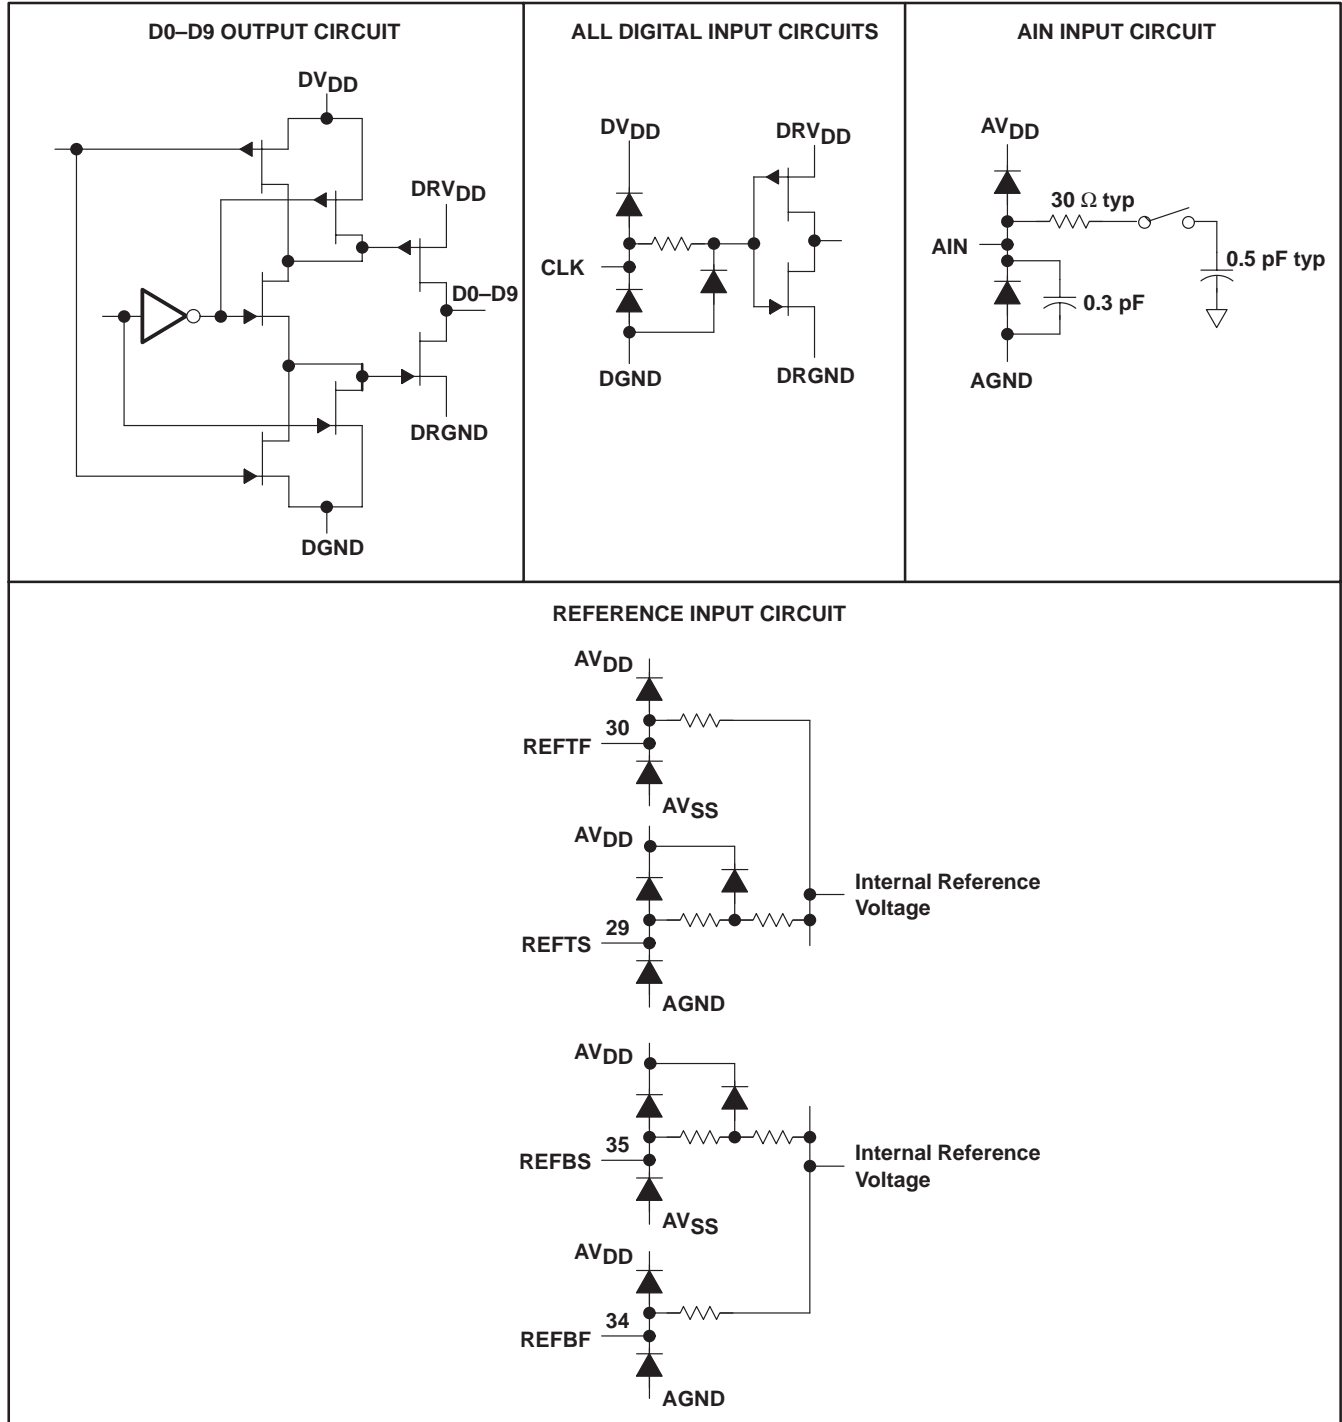 D0–D9 OUTPUT CIRCUIT
DVDD
DRVDD
D0–D9
DRGND
DGND
ALL DIGITAL INPUT CIRCUITS
DVDD
DRVDD
CLK
DGND
DRGND
AIN INPUT CIRCUIT
AVDD
30 Ω typ
AIN
0.5 pF typ
0.3 pF
AGND
REFERENCE INPUT CIRCUIT
AVDD
30
REFTF
AVSS
AVDD
Internal Reference
Voltage
29
REFTS
AGND
AVDD
35
REFBS
Internal Reference
Voltage
AVSS
AVDD
34
REFBF
AGND